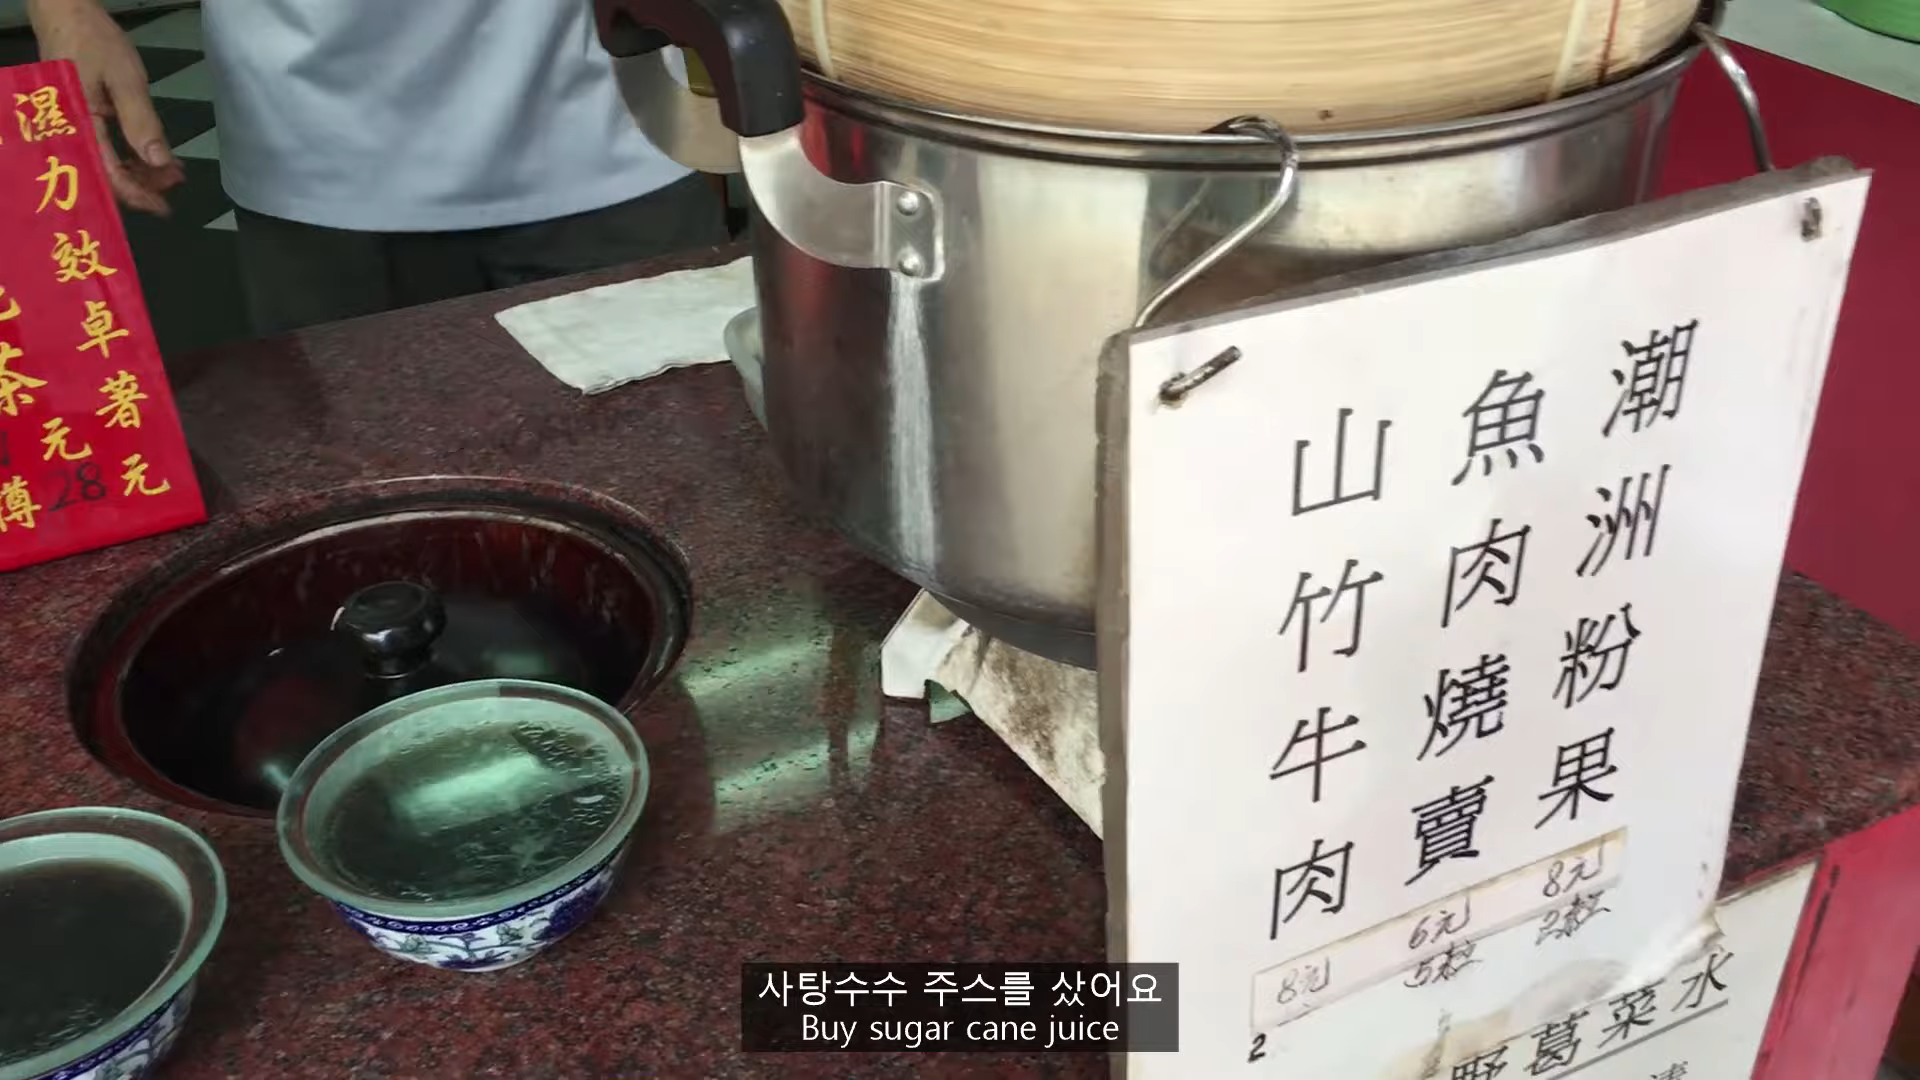 濕力效卓著
元
元
茶
樽 28 元
潮洲粉果
魚肉燒賣
山竹牛肉
8元
2粒
6元
5粒
8元
2
野葛菜水
사탕수수 주스를 샀어요
Buy sugar cane juice